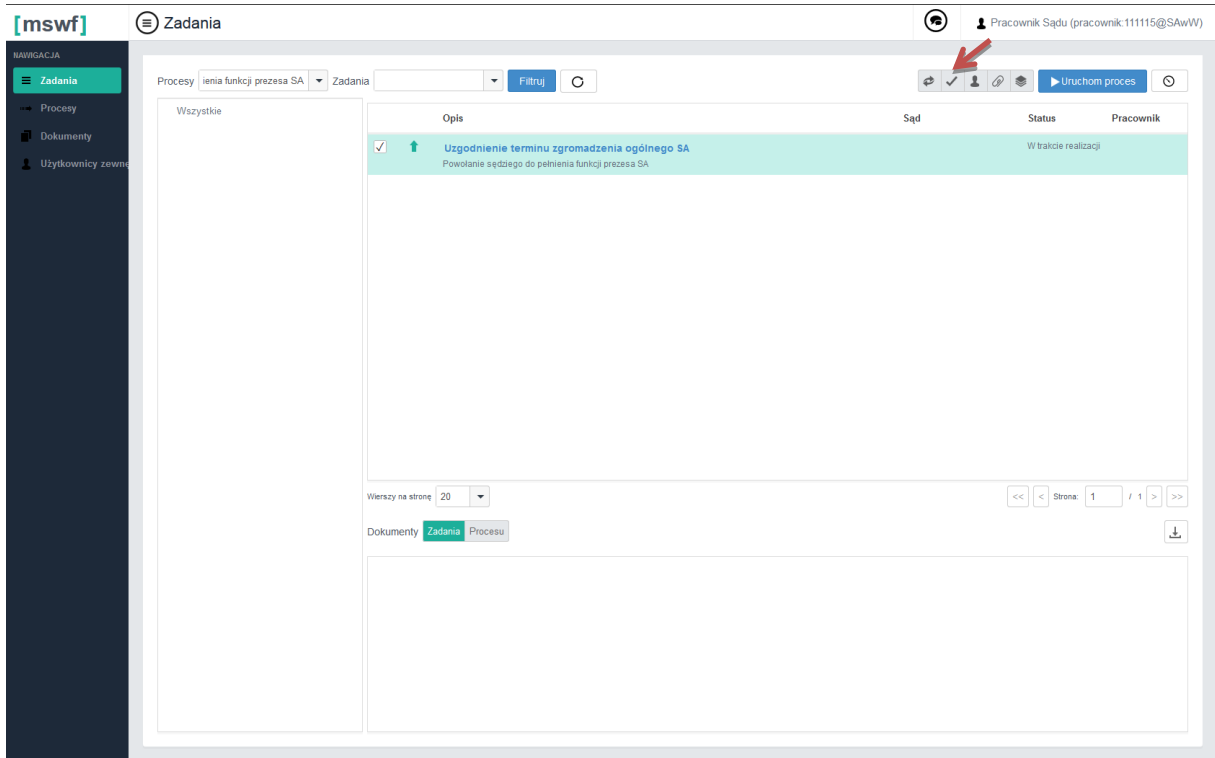 [mswf]
Zadania
Pracownik Sądu (pracownik:111115@SAwW)
NAWIGACJA
Zadania
Procesy
Dokumenty
Użytkownicy zewnę
Procesy ienia funkcji prezesa SA Zadania Filtruj Uruchom proces
Wszystkie
Opis Sąd Status Pracownik
Uzgodnienie terminu zgromadzenia ogólnego SA W trakcie realizacji
Powołanie sędziego do pełnienia funkcji prezesa SA
Wierszy na stronę 20 << < Strona: 1 / 1 > >>
Dokumenty Zadania Procesu